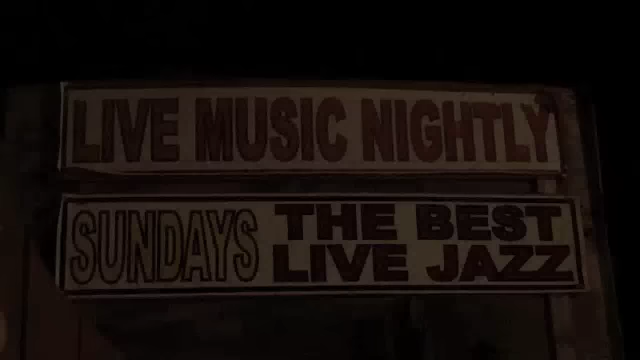 LIVE MUSIC NIGHTLY
SUNDAYS THE BEST
LIVE JAZZ